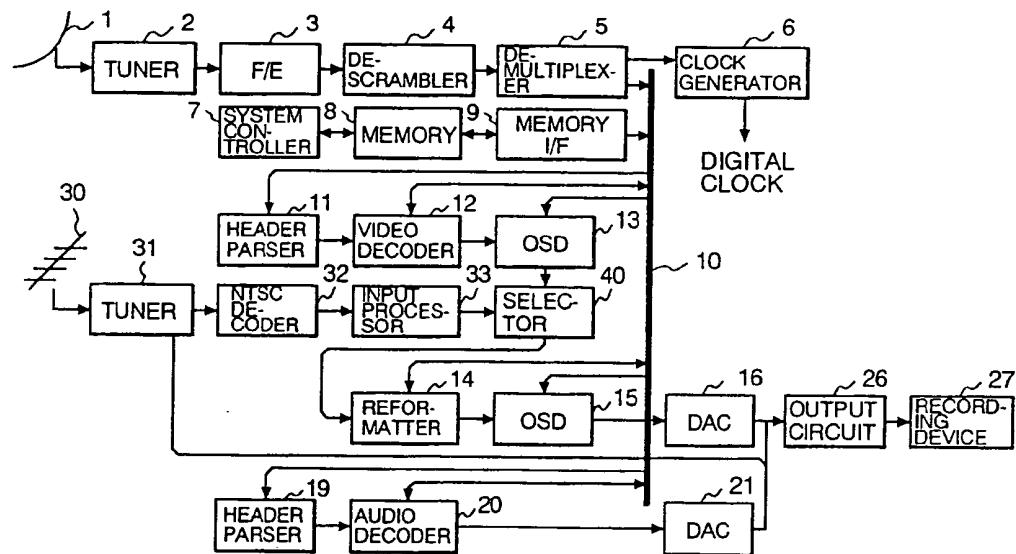 1
2
3
4
5
6
TUNER
F/E
DE-
SCRAMBLER
DE-
MULTIPLEX-
ER
CLOCK
GENERATOR
7
SYSTEM
CON-
TROLLER
8
MEMORY
9
MEMORY
I/F
DIGITAL
CLOCK
30
11
12
13
HEADER
PARSER
VIDEO
DECODER
OSD
10
31
32
33
40
TUNER
NTSC
DE-
CODER
INPUT
PROCES-
SOR
SELEC-
TOR
14
15
16
26
27
REFOR-
MATTER
OSD
DAC
OUTPUT
CIRCUIT
RECORD-
ING
DEVICE
19
20
21
HEADER
PARSER
AUDIO
DECODER
DAC